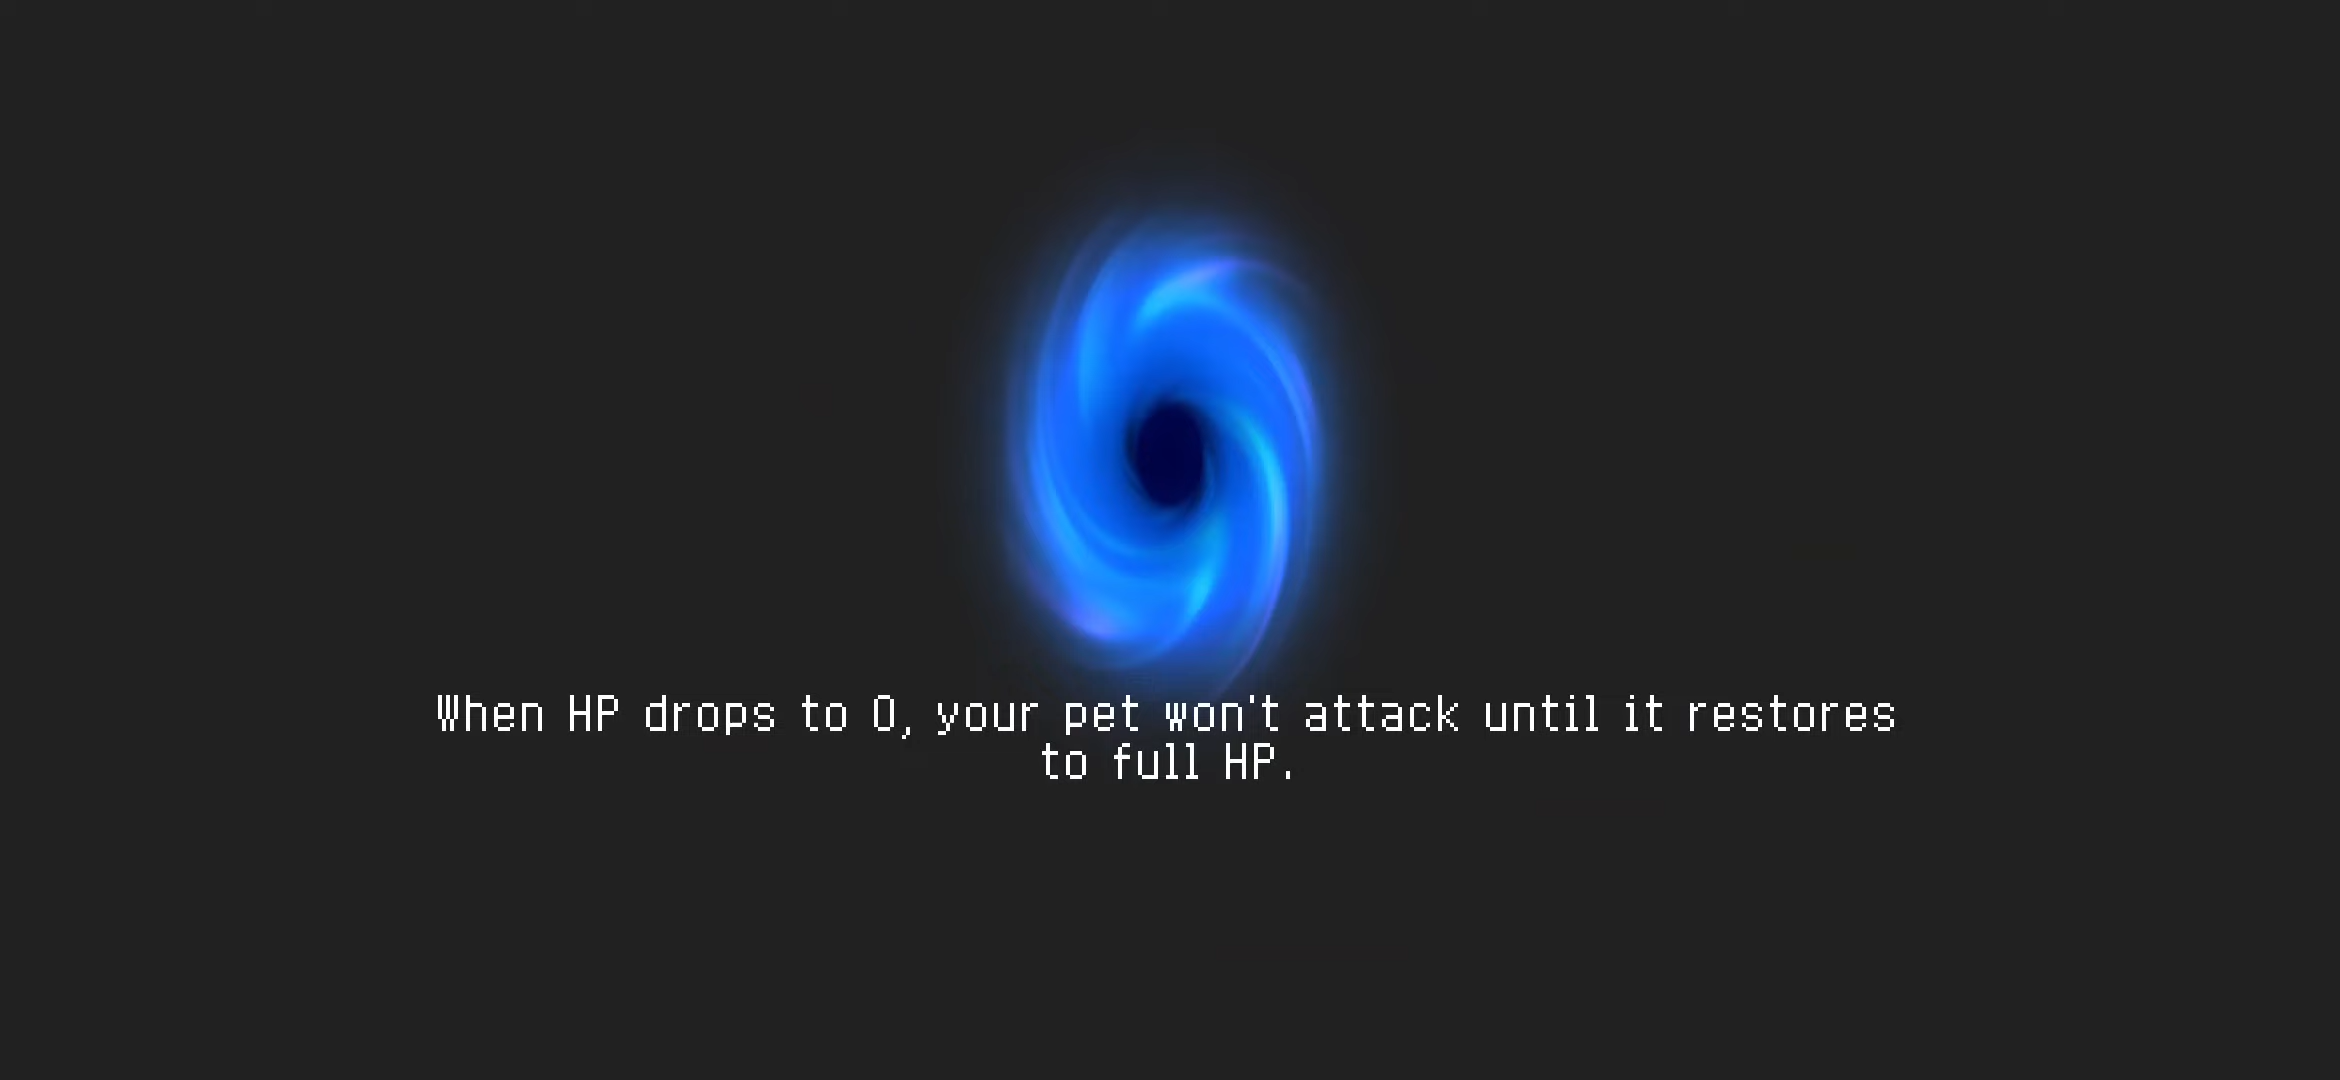 When HP drops to 0, your pet won't attack until it restores
to full HP.